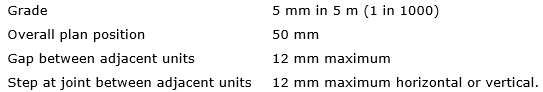 Grade 5 mm in 5 m (1 in 1000)
Overall plan position 50 mm
Gap between adjacent units 12 mm maximum
Step at joint between adjacent units 12 mm maximum horizontal or vertical.